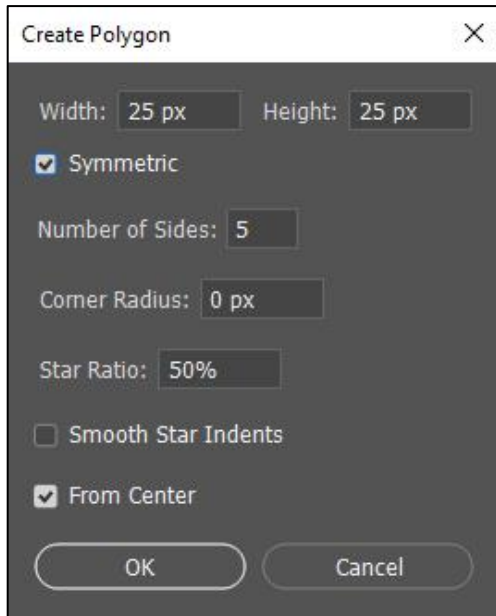 Create Polygon
Width: 25 px Height: 25 px
Symmetric
Number of Sides: 5
Corner Radius: 0 px
Star Ratio: 50%
Smooth Star Indents
From Center
OK Cancel